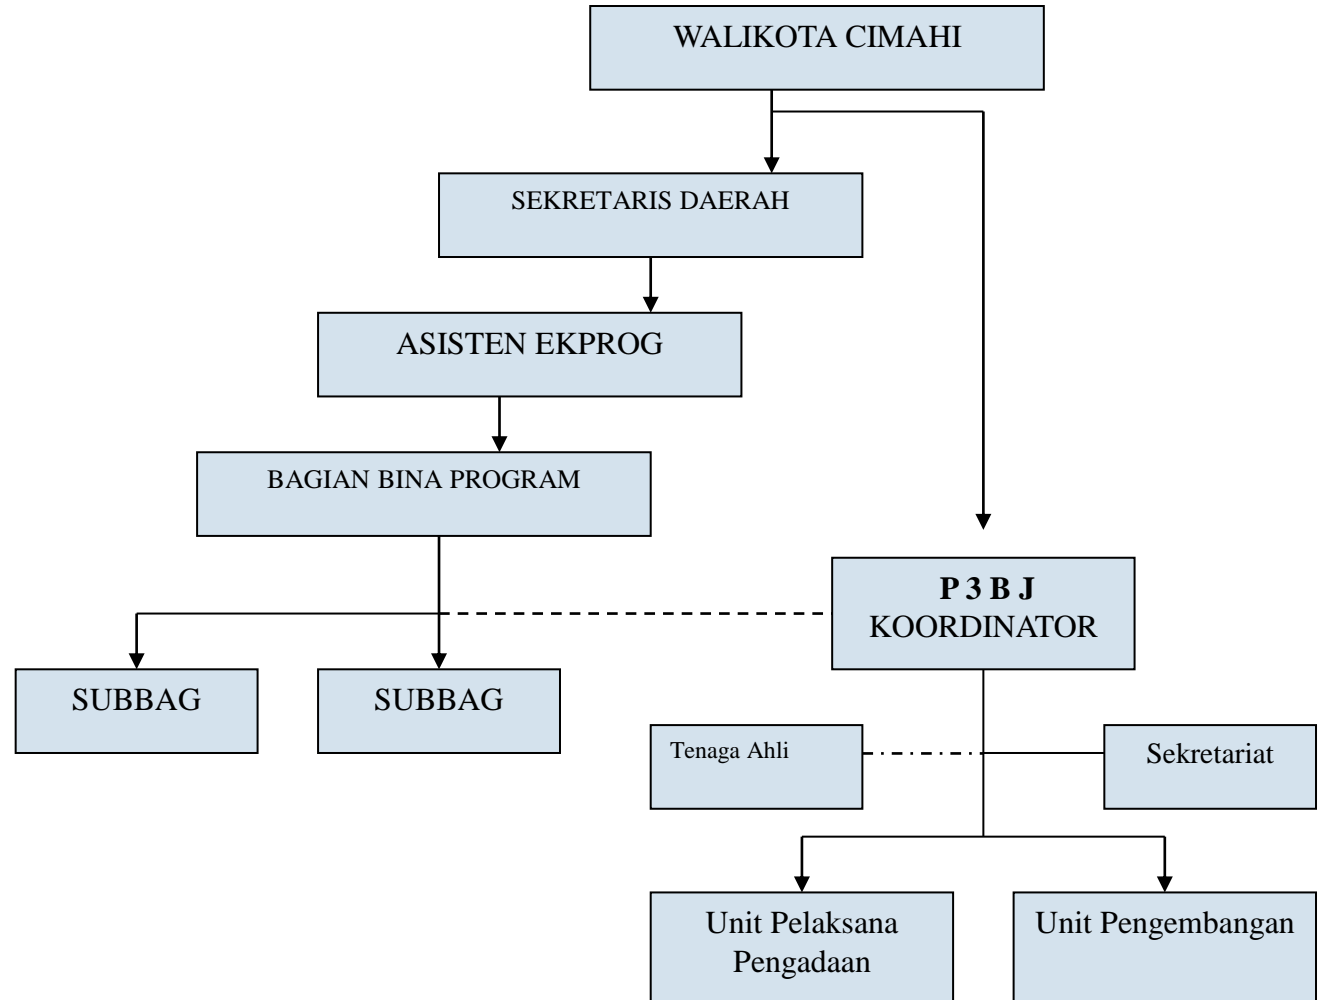 WALIKOTA CIMAHI
SEKRETARIS DAERAH
ASISTEN EKPROG
BAGIAN BINA PROGRAM
P 3 B J
KOORDINATOR
SUBBAG
SUBBAG
Tenaga Ahli
Sekretariat
Unit Pelaksana
Pengadaan
Unit Pengembangan